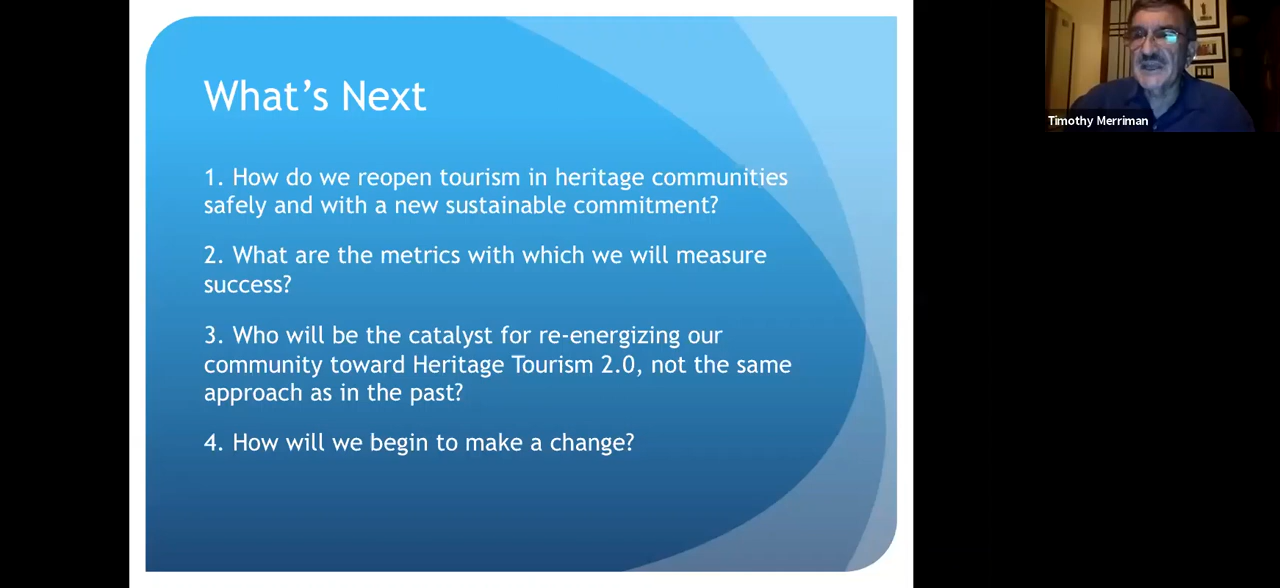 What's Next
1. How do we reopen tourism in heritage communities
safely and with a new sustainable commitment?
2. What are the metrics with which we will measure
success?
3. Who will be the catalyst for re-energizing our
community toward Heritage Tourism 2.0, not the same
approach as in the past?
4. How will we begin to make a change?
Timothy Merriman